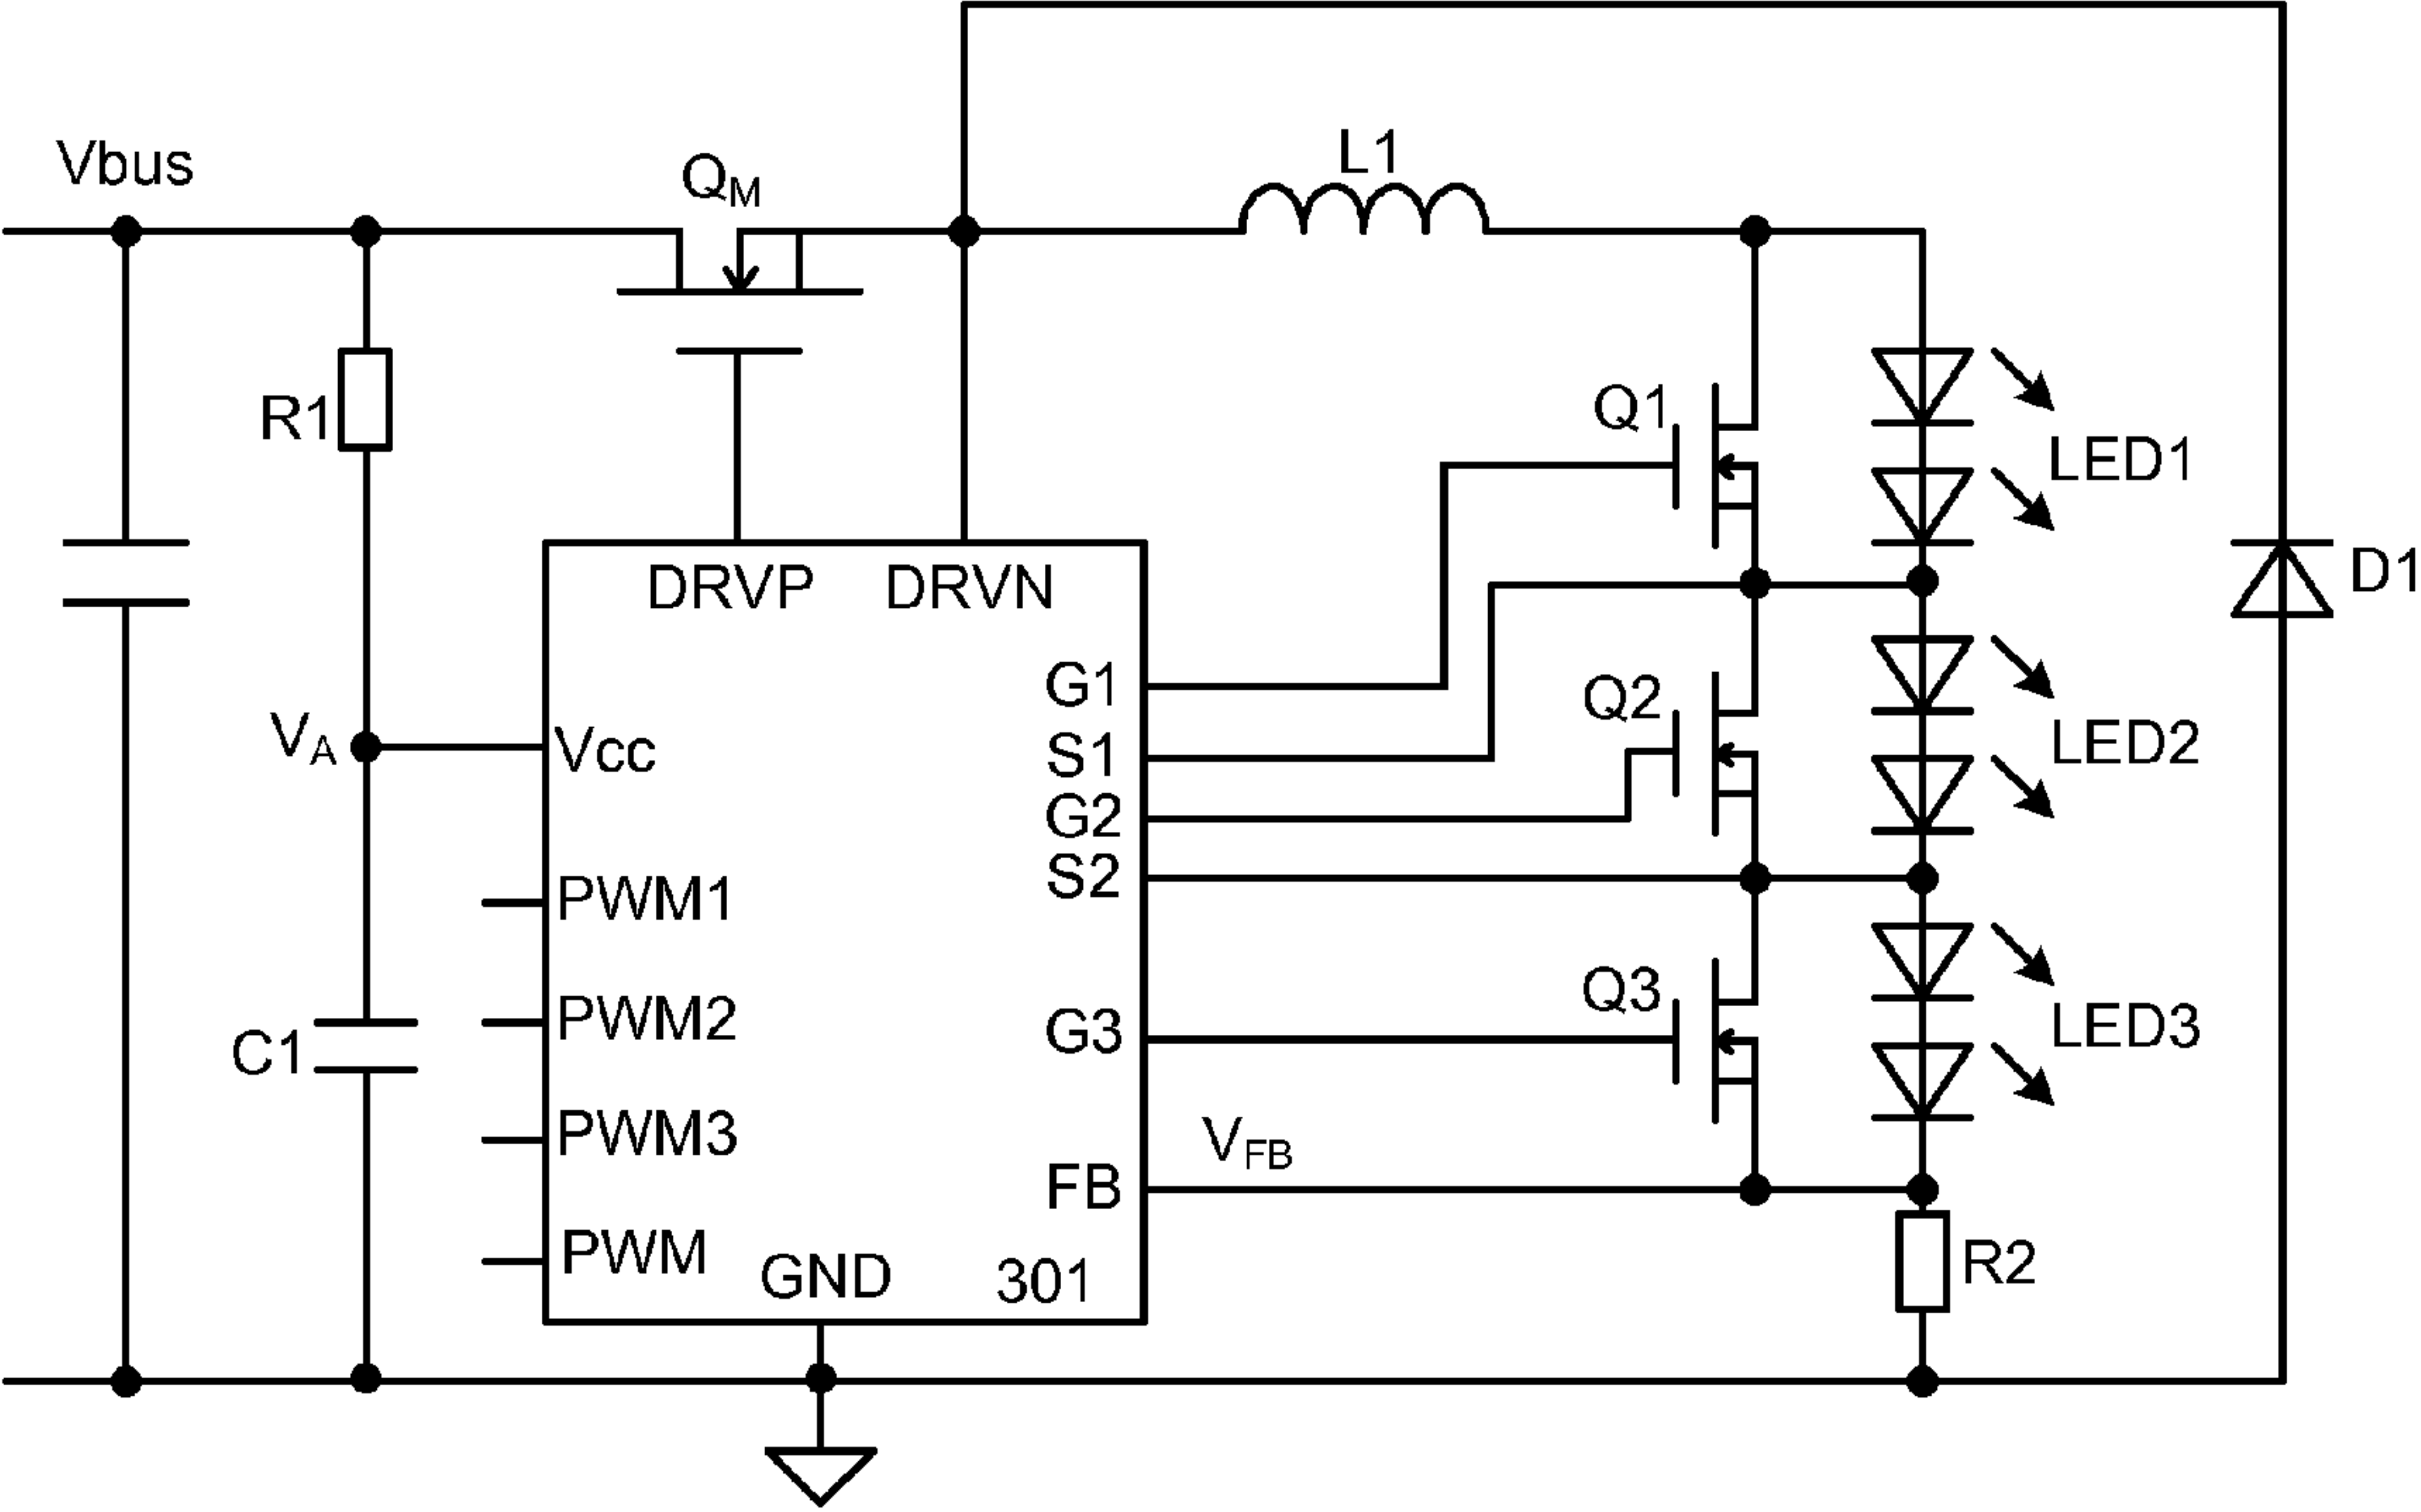 L1
Vbus
QM
Q1
R1
LED1
D1
DRVP
DRVN
G1
Q2
VA
Vcc
S1
LED2
G2
S2
PWM1
Q3
PWM2
G3
LED3
C1
PWM3
VFB
FB
PWM
GND
301
R2